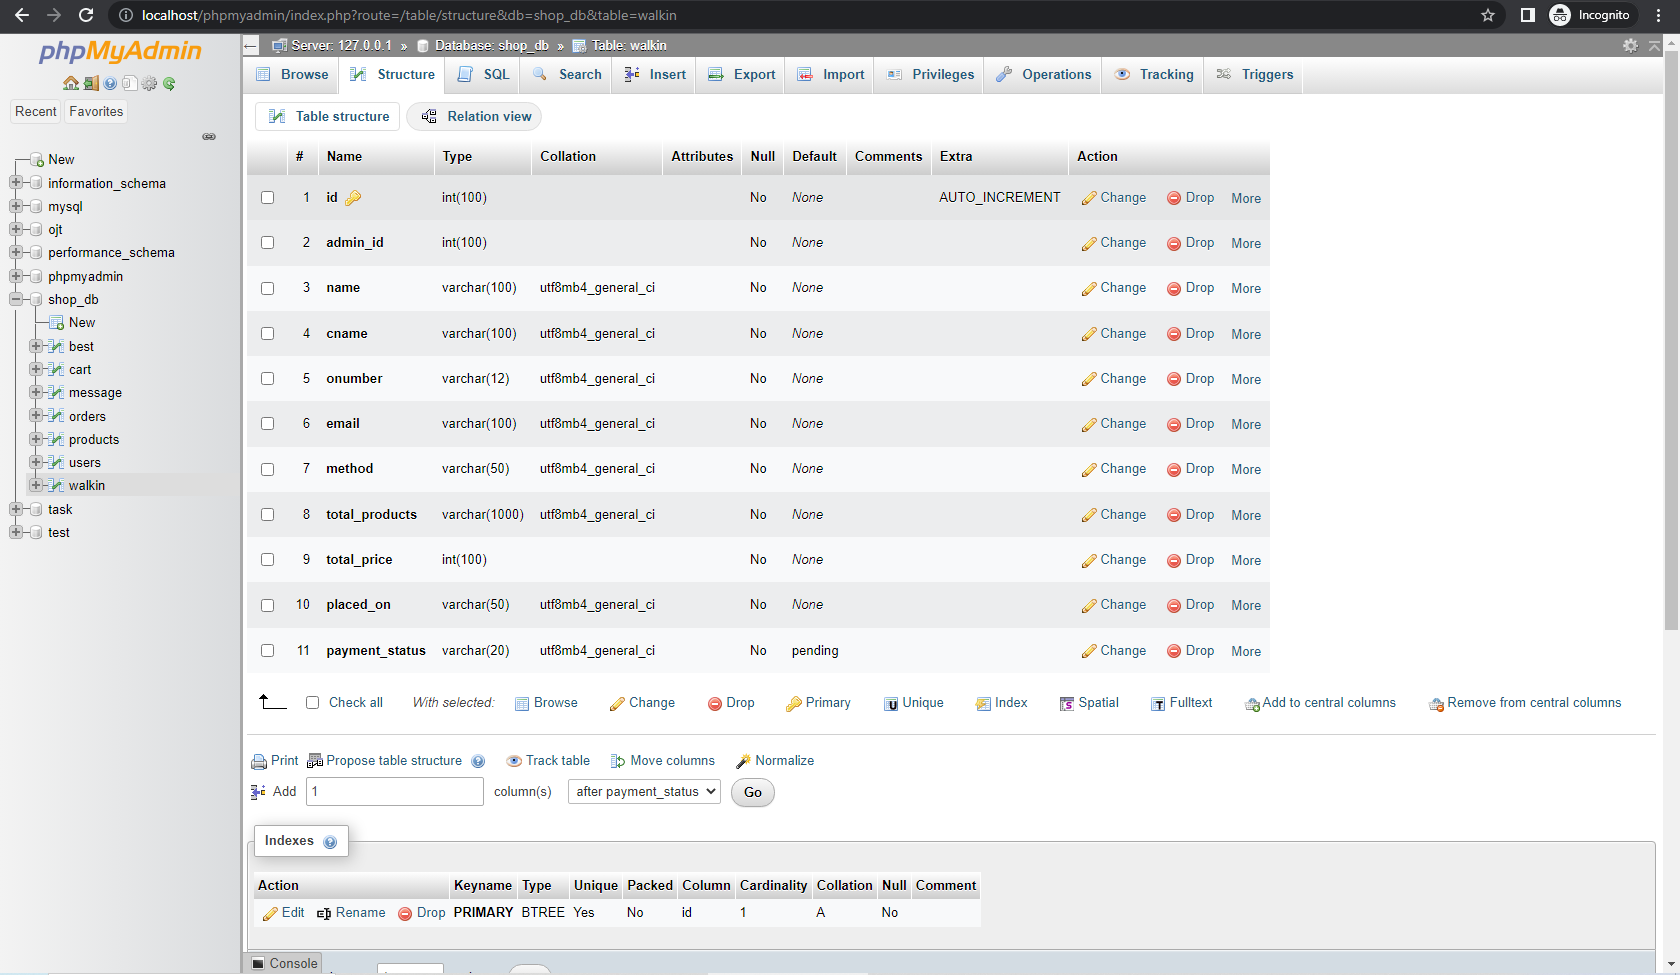 localhost/phpmyadmin/index.php?route=/table/structure&db=shop_db&table=walkin
Incognito
phpMyAdmin
Recent Favorites
New
information_schema
mysql
ojt
performance_schema
phpmyadmin
shop_db
New
best
cart
message
orders
products
users
walkin
task
test
Server: 127.0.0.1 » Database: shop_db » Table: walkin
Browse Structure SQL Search Insert Export Import Privileges Operations Tracking Triggers
Table structure Relation view
# Name Type Collation Attributes Null Default Comments Extra Action
1 id int(100) No None AUTO_INCREMENT Change Drop More
2 admin_id int(100) No None Change Drop More
3 name varchar(100) utf8mb4_general_ci No None Change Drop More
4 cname varchar(100) utf8mb4_general_ci No None Change Drop More
5 onumber varchar(12) utf8mb4_general_ci No None Change Drop More
6 email varchar(100) utf8mb4_general_ci No None Change Drop More
7 method varchar(50) utf8mb4_general_ci No None Change Drop More
8 total_products varchar(1000) utf8mb4_general_ci No None Change Drop More
9 total_price int(100) No None Change Drop More
10 placed_on varchar(50) utf8mb4_general_ci No None Change Drop More
11 payment_status varchar(20) utf8mb4_general_ci No pending Change Drop More
Check all With selected: Browse Change Drop Primary Unique Index Spatial Fulltext Add to central columns Remove from central columns
Print Propose table structure Track table Move columns Normalize
Add 1 column(s) after payment_status Go
Indexes
Action Keyname Type Unique Packed Column Cardinality Collation Null Comment
Edit Rename Drop PRIMARY BTREE Yes No id 1 A No
Console